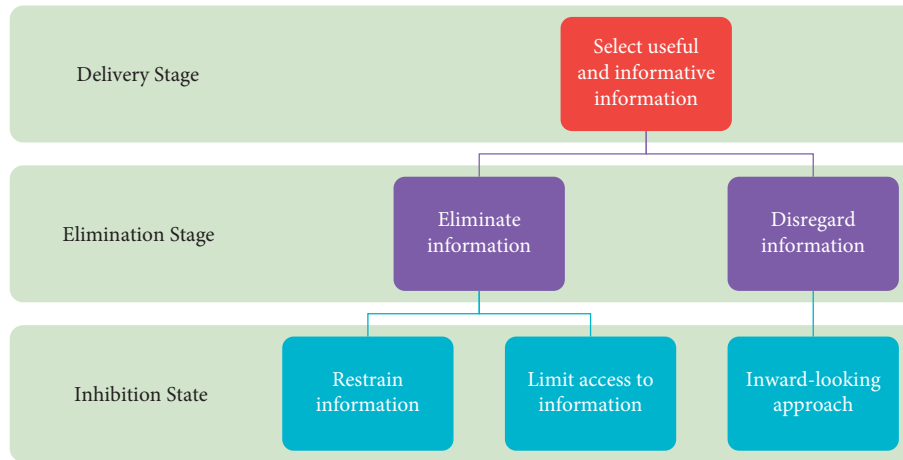 Delivery Stage
Select useful
and informative
information
Elimination Stage
Eliminate
information
Disregard
information
Inhibition State
Restrain
information
Limit access to
information
Inward-looking
approach